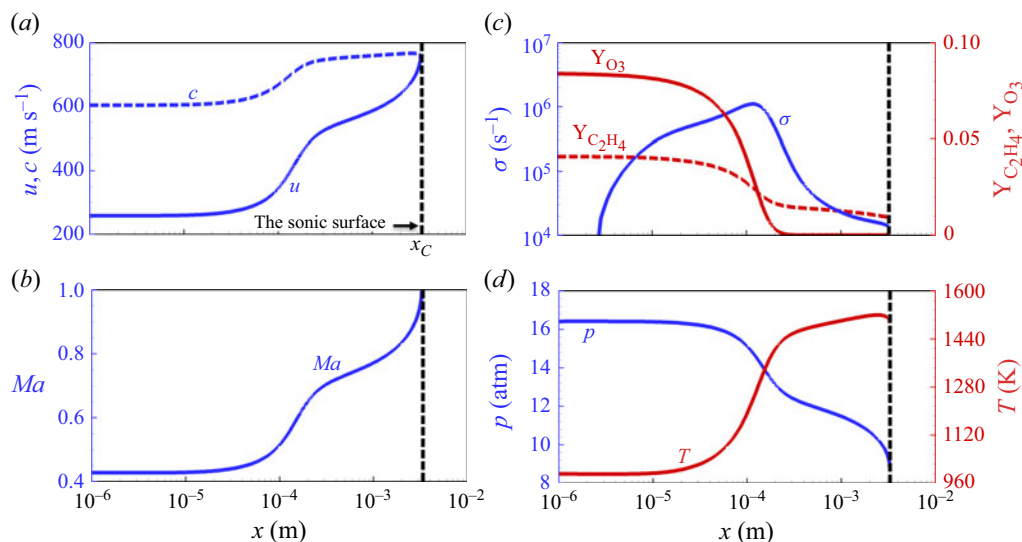 (a)
800
600
400
200
u, c (m s⁻¹)
c
u
The sonic surface
x_C
(c)
10⁷
10⁶
10⁵
10⁴
σ (s⁻¹)
Y_O₃
Y_C₂H₄
σ
0.10
0.05
0
Y_C₂H₄, Y_O₃
(b)
1.0
0.8
0.6
0.4
Ma
Ma
10⁻⁶ 10⁻⁵ 10⁻⁴ 10⁻³ 10⁻²
x (m)
(d)
18
16
14
12
10
8
p (atm)
p
T
1600
1440
1280
1120
960
T (K)
10⁻⁶ 10⁻⁵ 10⁻⁴ 10⁻³ 10⁻²
x (m)